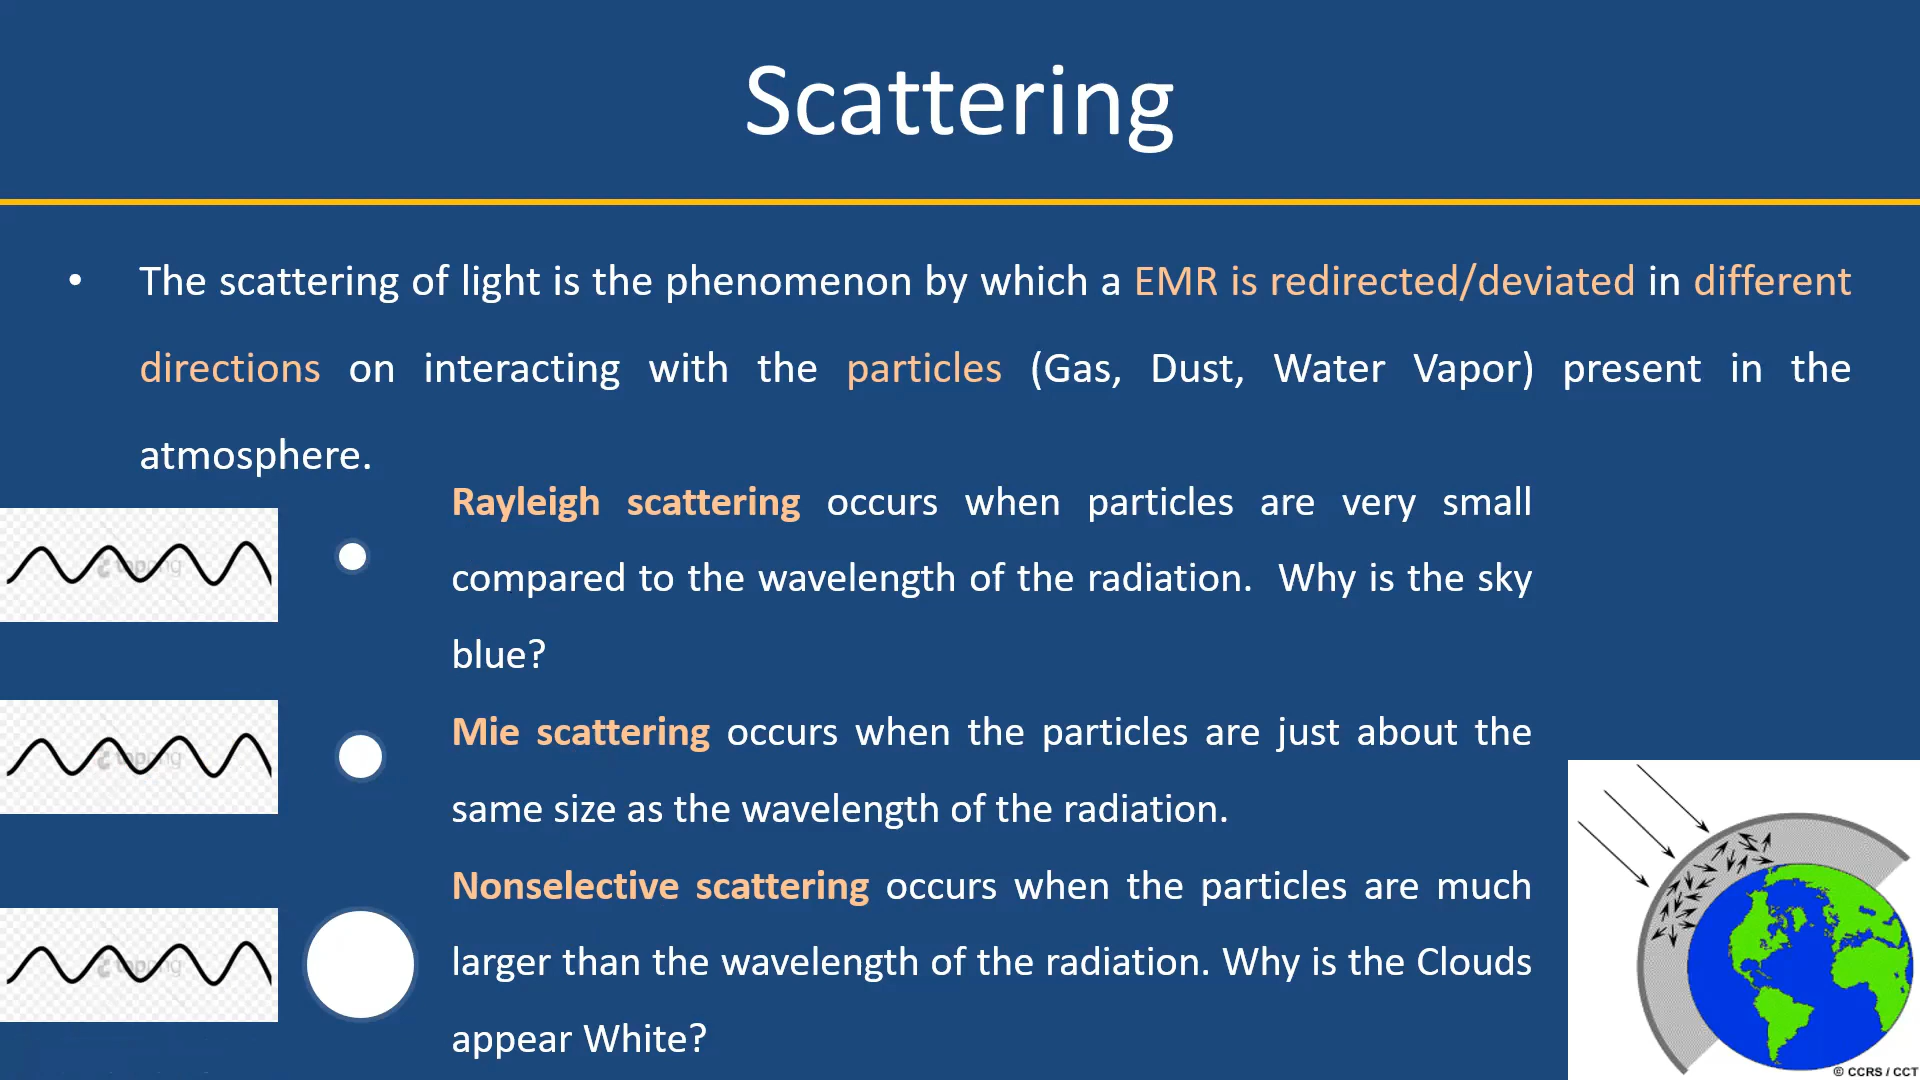 Scattering
• The scattering of light is the phenomenon by which a EMR is redirected/deviated in different
directions on interacting with the particles (Gas, Dust, Water Vapor) present in the
atmosphere.
Rayleigh scattering occurs when particles are very small
compared to the wavelength of the radiation. Why is the sky
blue?
Mie scattering occurs when the particles are just about the
same size as the wavelength of the radiation.
Nonselective scattering occurs when the particles are much
larger than the wavelength of the radiation. Why is the Clouds
appear White?
© CCRS / CCT